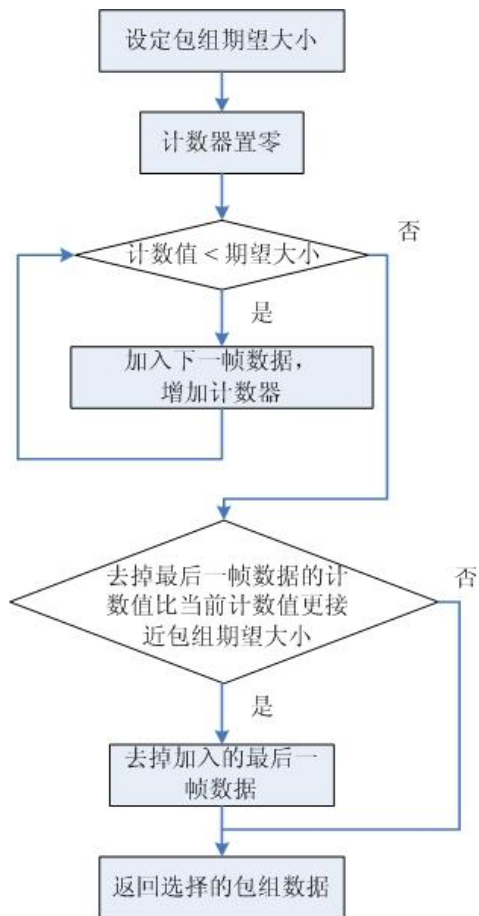 设定包组期望大小
计数器置零
否
计数值 < 期望大小
是
加入下一帧数据，
增加计数器
去掉最后一帧数据的计
数值比当前计数值更接
近包组期望大小
否
是
去掉加入的最后一
帧数据
返回选择的包组数据